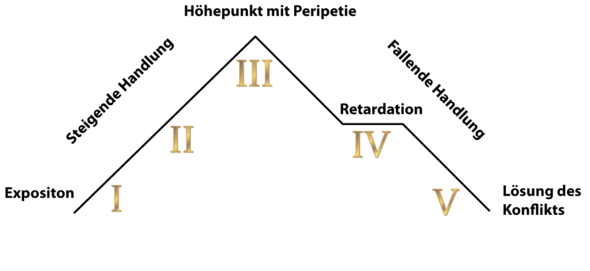 Höhepunkt mit Peripetie
Steigende Handlung
Fallende Handlung
III
Retardation
II
IV
Expositon
I
V
Lösung des
Konflikts